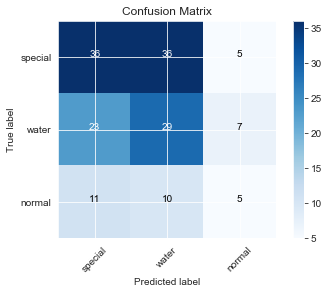 Confusion Matrix
special 36 36 5
water 23 29 7
normal 11 10 5
special water normal
True label
Predicted label
35
30
25
20
15
10
5